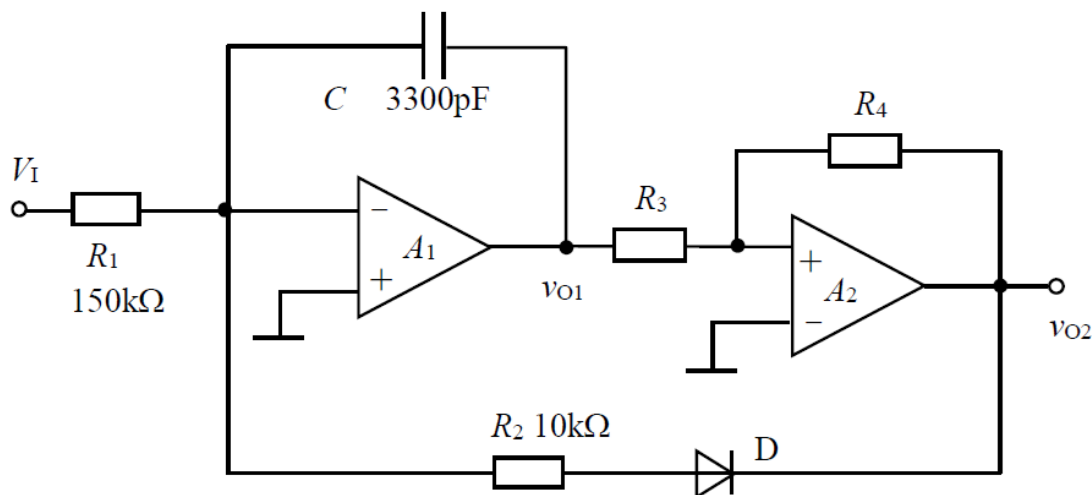 C 3300pF
R4
VI
R3
−
R1
A1
+
A2
+
−
150kΩ
vO1
vO2
R2 10kΩ
D